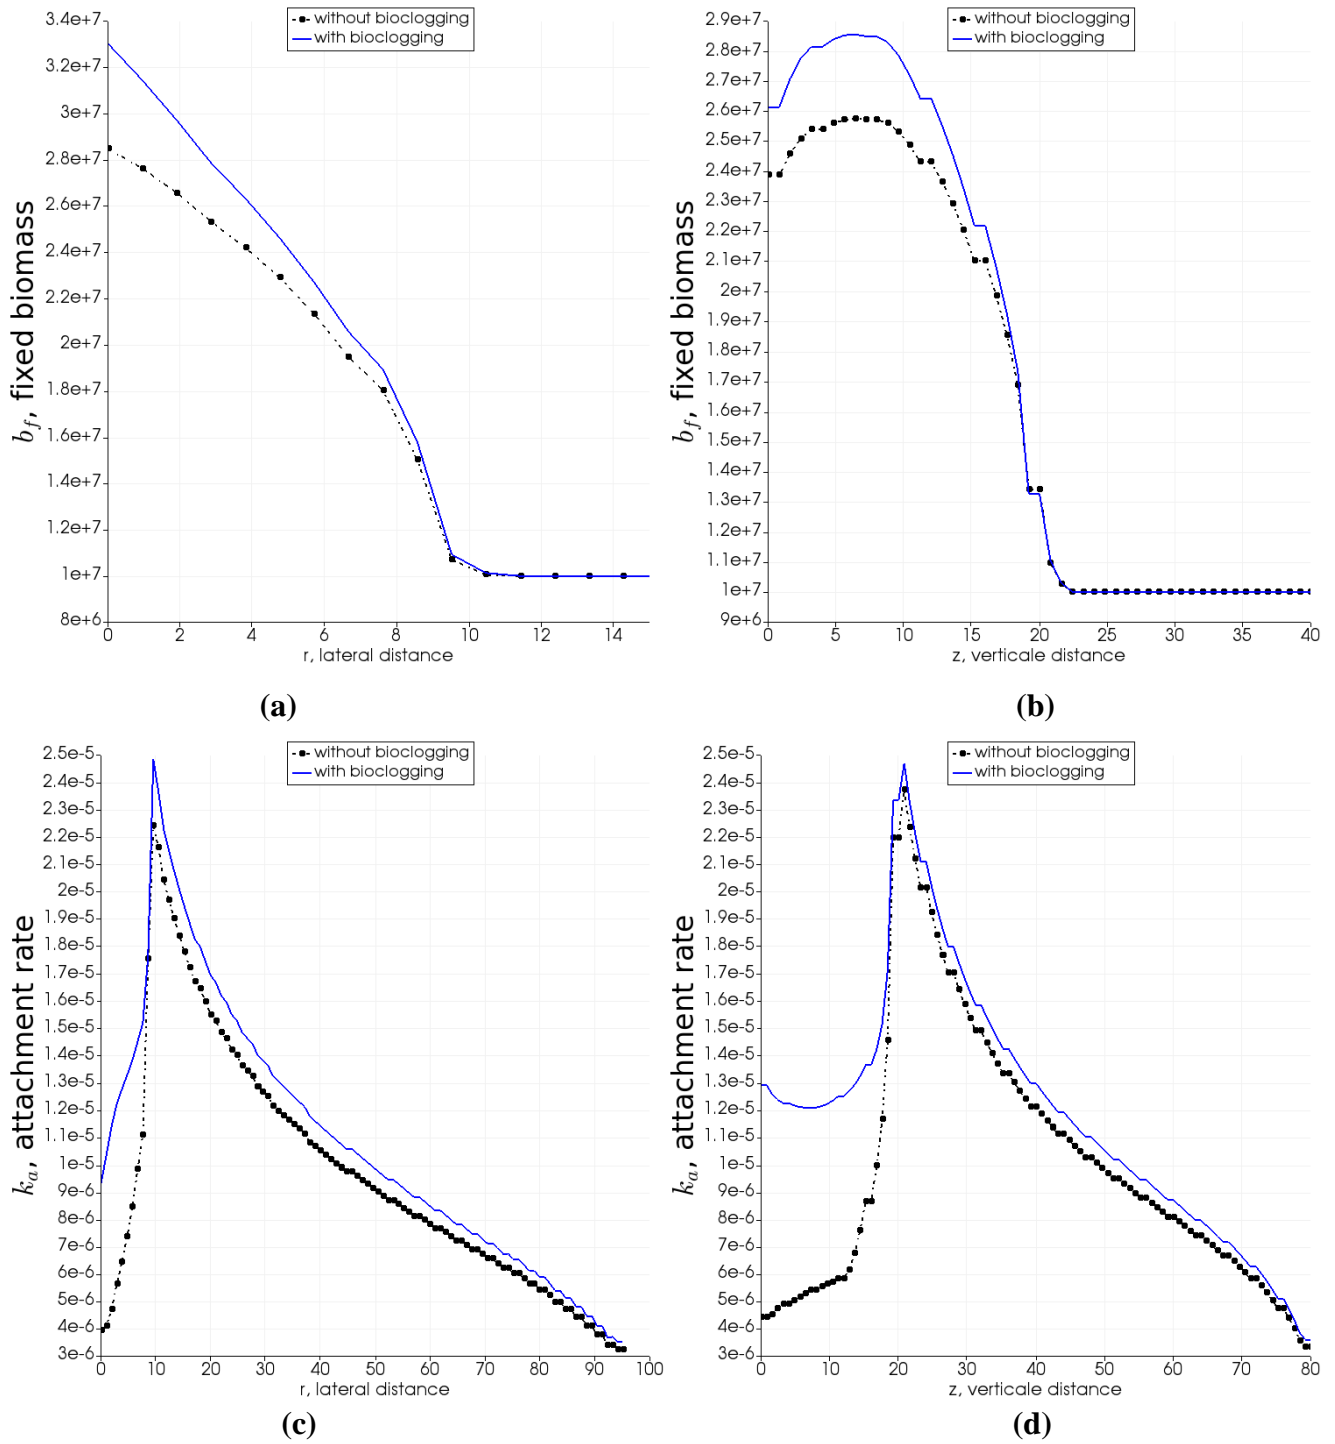 without bioclogging
with bioclogging
3.4e+7
3.2e+7
3e+7
2.8e+7
2.6e+7
2.4e+7
2.2e+7
2e+7
1.8e+7
1.6e+7
1.4e+7
1.2e+7
1e+7
8e+6
b_f, fixed biomass
0 2 4 6 8 10 12 14
r, lateral distance
(a)
without bioclogging
with bioclogging
2.9e+7
2.8e+7
2.7e+7
2.6e+7
2.5e+7
2.4e+7
2.3e+7
2.2e+7
2.1e+7
2e+7
1.9e+7
1.8e+7
1.7e+7
1.6e+7
1.5e+7
1.4e+7
1.3e+7
1.2e+7
1.1e+7
1e+7
9e+6
b_f, fixed biomass
0 5 10 15 20 25 30 35 40
z, verticale distance
(b)
without bioclogging
with bioclogging
2.5e-5
2.4e-5
2.3e-5
2.2e-5
2.1e-5
2e-5
1.9e-5
1.8e-5
1.7e-5
1.6e-5
1.5e-5
1.4e-5
1.3e-5
1.2e-5
1.1e-5
1e-5
9e-6
8e-6
7e-6
6e-6
5e-6
4e-6
3e-6
k_a, attachment rate
0 10 20 30 40 50 60 70 80 90 100
r, lateral distance
(c)
without bioclogging
with bioclogging
2.5e-5
2.4e-5
2.3e-5
2.2e-5
2.1e-5
2e-5
1.9e-5
1.8e-5
1.7e-5
1.6e-5
1.5e-5
1.4e-5
1.3e-5
1.2e-5
1.1e-5
1e-5
9e-6
8e-6
7e-6
6e-6
5e-6
4e-6
3e-6
k_a, attachment rate
0 10 20 30 40 50 60 70 80
z, verticale distance
(d)